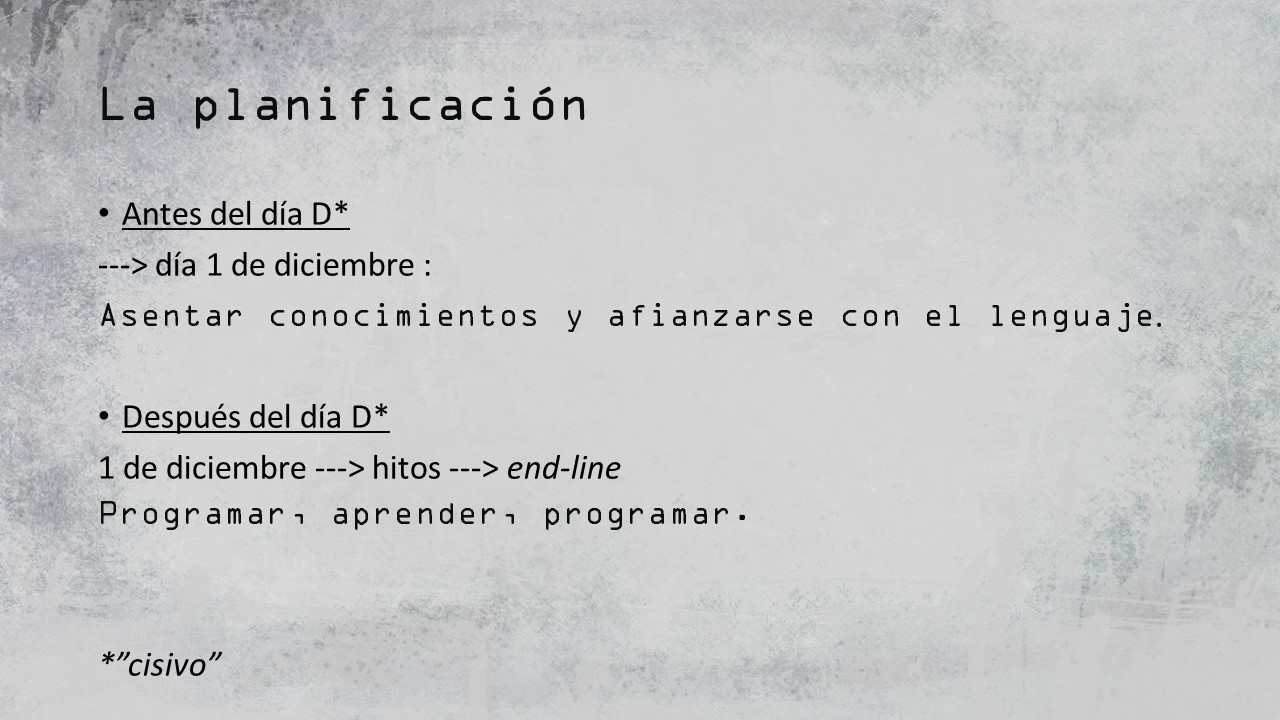 La planificación
• Antes del día D*
---> día 1 de diciembre :
Asentar conocimientos y afianzarse con el lenguaje.
• Después del día D*
1 de diciembre ---> hitos ---> end-line
Programar, aprender, programar.
*”cisivo”